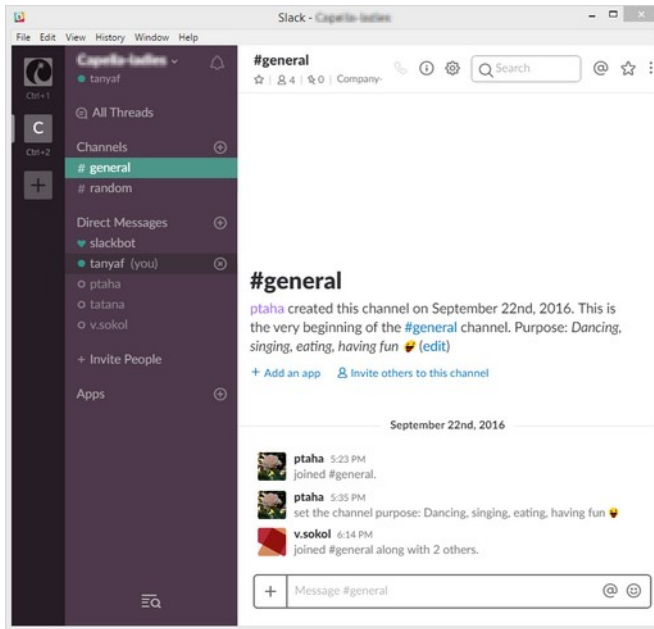 Slack -
File Edit View History Window Help
Ctrl+1
C
Ctrl+2
tanyaf
All Threads
Channels
# general
# random
Direct Messages
slackbot
tanyaf (you)
ptaha
tatana
v.sokol
+ Invite People
Apps
#general
4 | 0 | Company-
Search
#general
ptaha created this channel on September 22nd, 2016. This is
the very beginning of the #general channel. Purpose: Dancing,
singing, eating, having fun 😜 (edit)
+ Add an app Invite others to this channel
September 22nd, 2016
ptaha 5:23 PM
joined #general.
ptaha 5:35 PM
set the channel purpose: Dancing, singing, eating, having fun 😜
v.sokol 6:14 PM
joined #general along with 2 others.
+ Message #general @